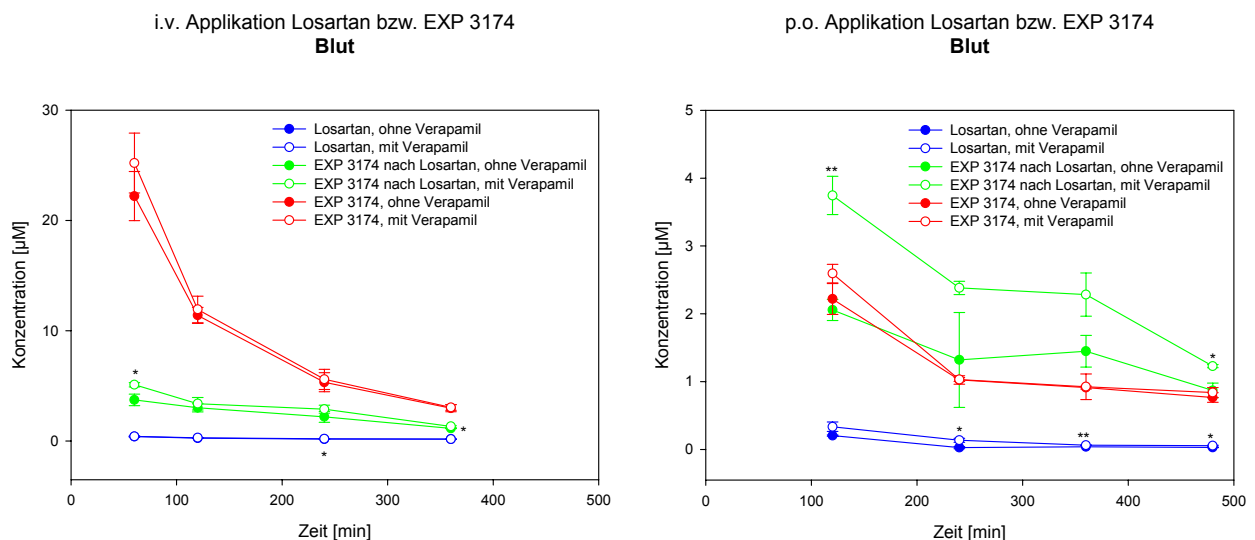 i.v. Applikation Losartan bzw. EXP 3174
Blut
30
20
10
0
Konzentration [µM]
Losartan, ohne Verapamil
Losartan, mit Verapamil
EXP 3174 nach Losartan, ohne Verapamil
EXP 3174 nach Losartan, mit Verapamil
EXP 3174, ohne Verapamil
EXP 3174, mit Verapamil
*
*
*
0 100 200 300 400 500
Zeit [min]
p.o. Applikation Losartan bzw. EXP 3174
Blut
5
4
3
2
1
0
Konzentration [µM]
Losartan, ohne Verapamil
Losartan, mit Verapamil
EXP 3174 nach Losartan, ohne Verapamil
EXP 3174 nach Losartan, mit Verapamil
EXP 3174, ohne Verapamil
EXP 3174, mit Verapamil
**
*
* ** *
0 100 200 300 400 500
Zeit [min]